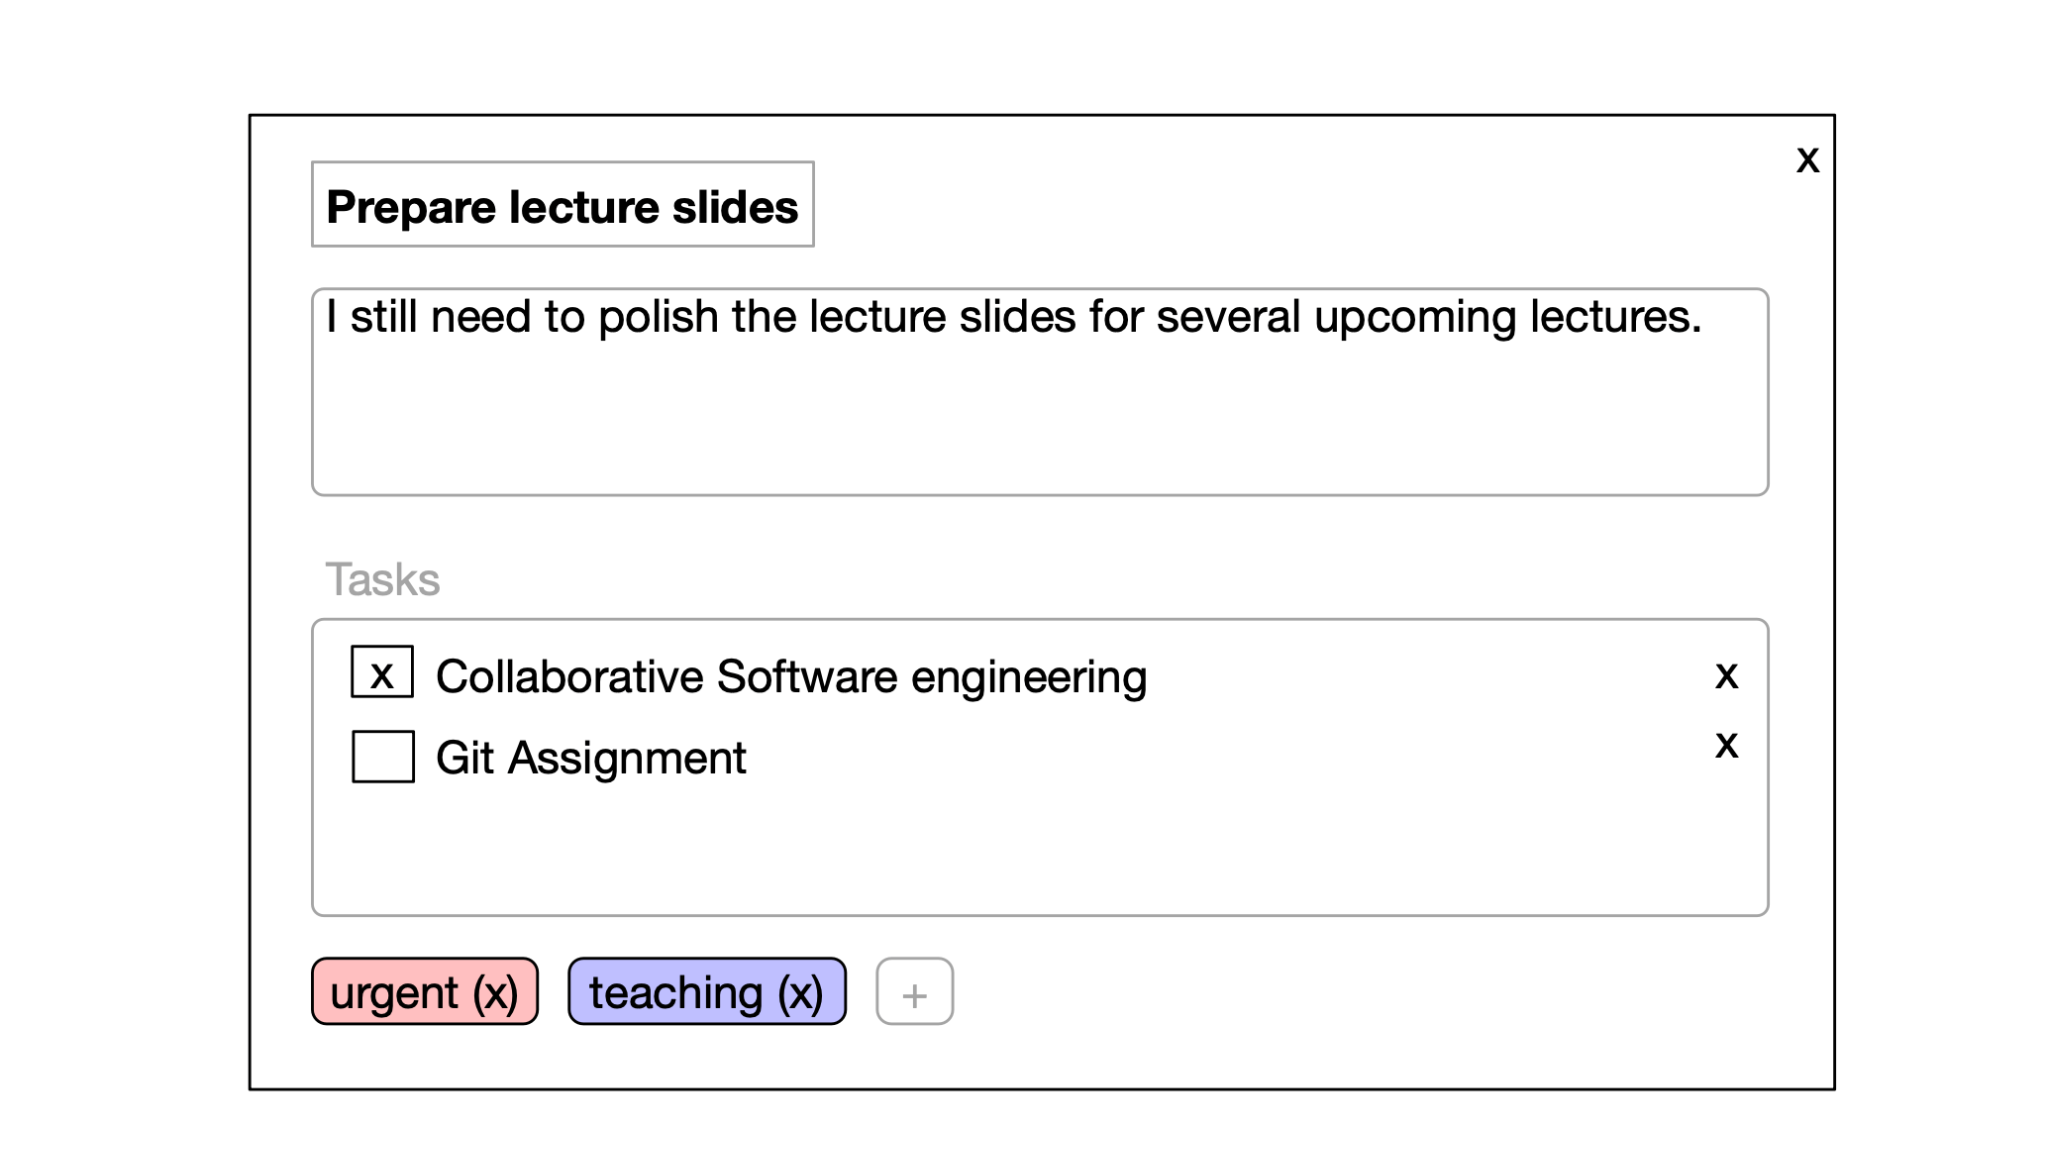 x
Prepare lecture slides
I still need to polish the lecture slides for several upcoming lectures.
Tasks
x Collaborative Software engineering x
Git Assignment x
urgent (x) teaching (x) +